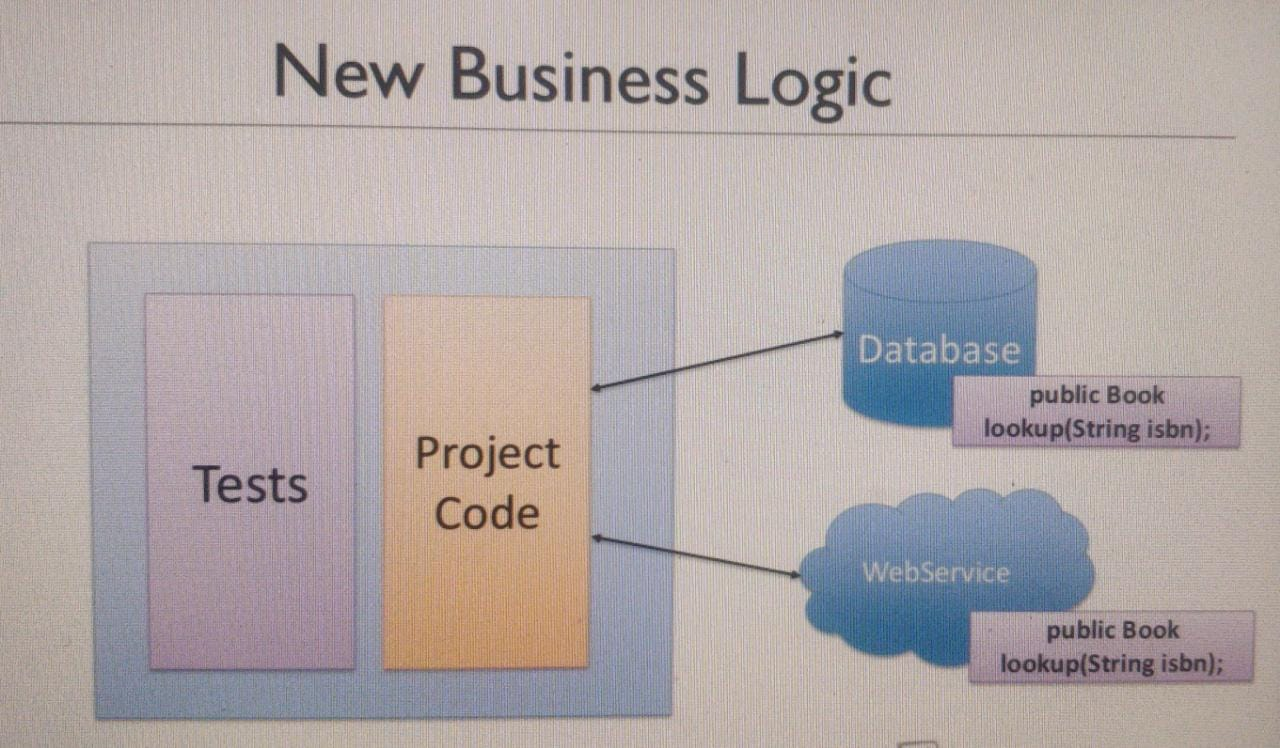 New Business Logic
Tests
Project
Code
Database
public Book
lookup(String isbn);
WebService
public Book
lookup(String isbn);